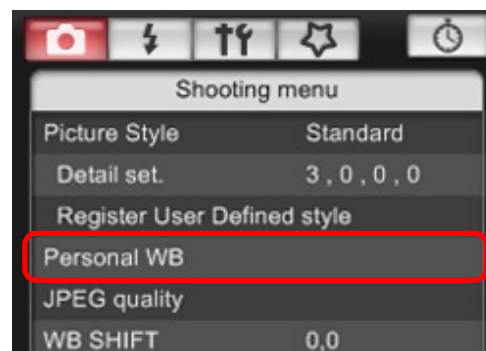 Shooting menu
Picture Style Standard
Detail set. 3 , 0 , 0 , 0
Register User Defined style
Personal WB
JPEG quality
WB SHIFT 0,0